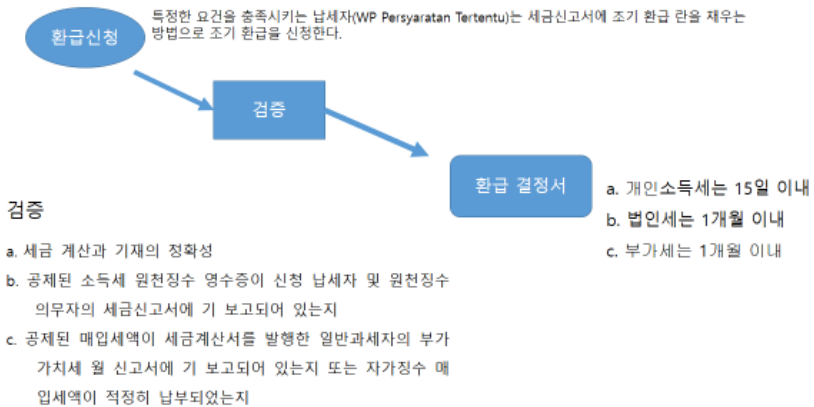 환급신청
특정한 요건을 충족시키는 납세자(WP Persyaratan Tertentu)는 세금신고서에 조기 환급 란을 채우는
방법으로 조기 환급을 신청한다.
검증
환급 결정서
a. 개인소득세는 15일 이내
b. 법인세는 1개월 이내
c. 부가세는 1개월 이내
검증
a. 세금 계산과 기재의 정확성
b. 공제된 소득세 원천징수 영수증이 신청 납세자 및 원천징수
의무자의 세금신고서에 기 보고되어 있는지
c. 공제된 매입세액이 세금계산서를 발행한 일반과세자의 부가
가치세 월 신고서에 기 보고되어 있는지 또는 자가징수 매
입세액이 적정히 납부되었는지